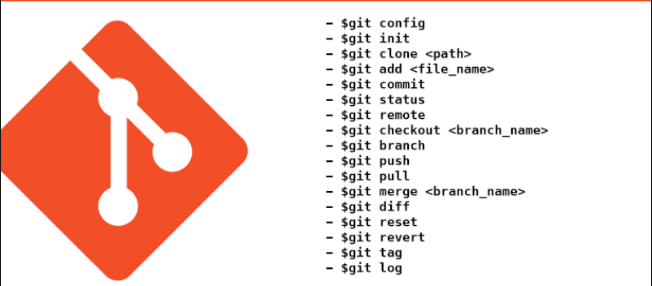 - $git config
- $git init
- $git clone <path>
- $git add <file_name>
- $git commit
- $git status
- $git remote
- $git checkout <branch_name>
- $git branch
- $git push
- $git pull
- $git merge <branch_name>
- $git diff
- $git reset
- $git revert
- $git tag
- $git log